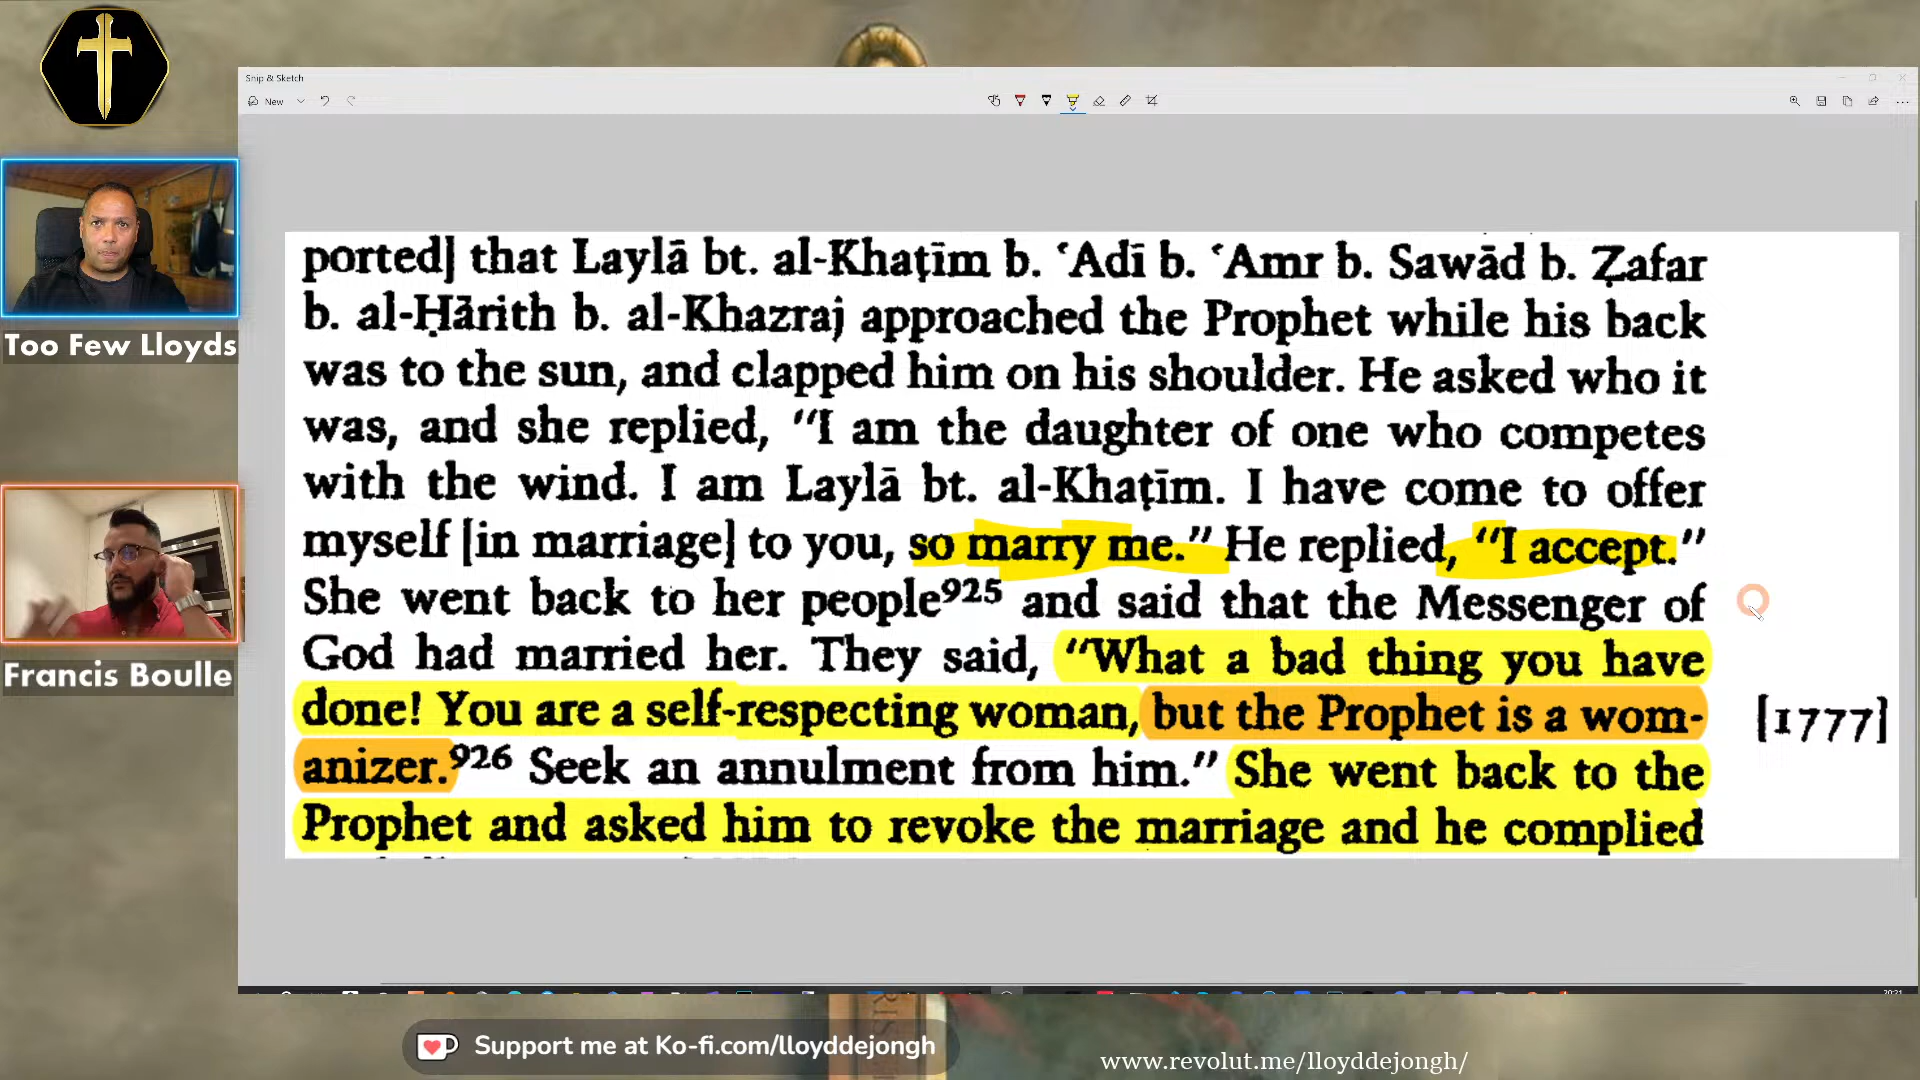 Snip & Sketch
New
ported] that Laylā bt. al-Khaṭīm b. ʿAdī b. ʿAmr b. Sawād b. Ẓafar
b. al-Ḥārith b. al-Khazraj approached the Prophet while his back
was to the sun, and clapped him on his shoulder. He asked who it
was, and she replied, “I am the daughter of one who competes
with the wind. I am Laylā bt. al-Khaṭīm. I have come to offer
myself [in marriage] to you, so marry me.” He replied, “I accept.”
She went back to her people925 and said that the Messenger of
God had married her. They said, “What a bad thing you have
done! You are a self-respecting woman, but the Prophet is a wom-
anizer.926 Seek an annulment from him.” She went back to the
Prophet and asked him to revoke the marriage and he complied
[1777]
Too Few Lloyds
Francis Boulle
Support me at Ko-fi.com/lloyddejongh
www.revolut.me/lloyddejongh/